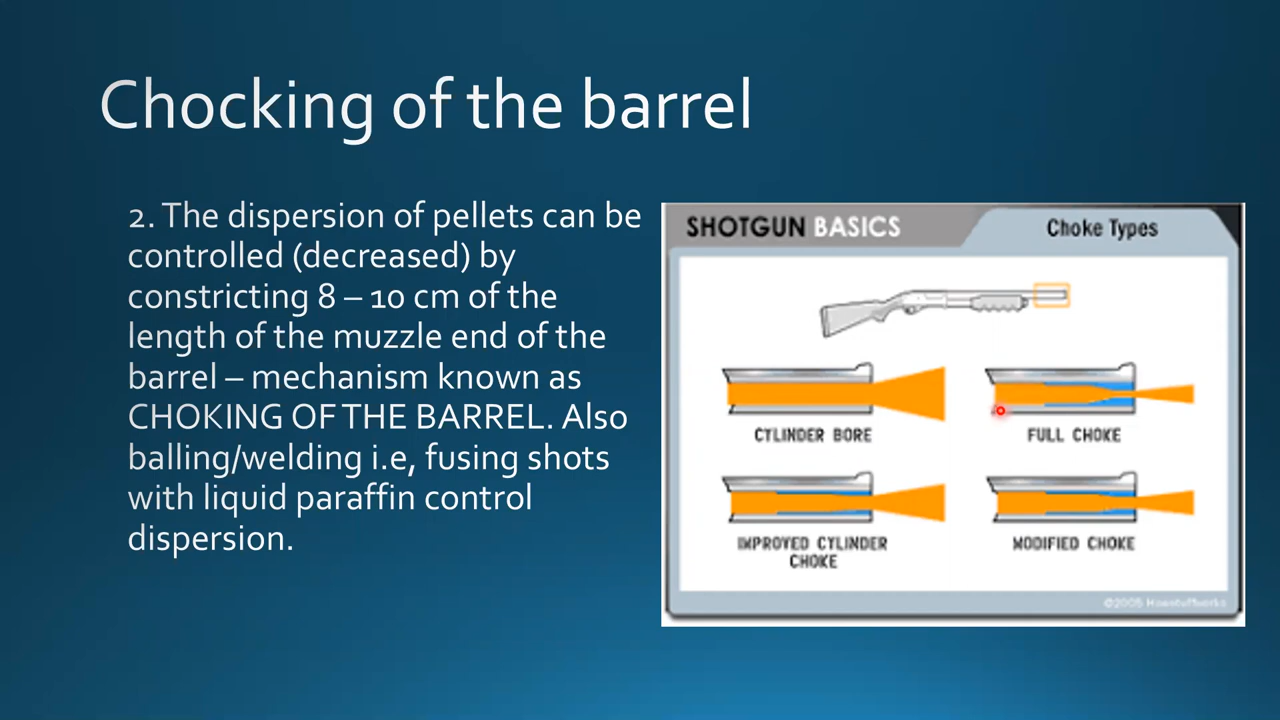 Chocking of the barrel
2. The dispersion of pellets can be
controlled (decreased) by
constricting 8 – 10 cm of the
length of the muzzle end of the
barrel – mechanism known as
CHOKING OF THE BARREL. Also
balling/welding i.e, fusing shots
with liquid paraffin control
dispersion.
SHOTGUN BASICS
Choke Types
CYLINDER BORE
FULL CHOKE
IMPROVED CYLINDER
CHOKE
MODIFIED CHOKE
©2005 HowStuffWorks